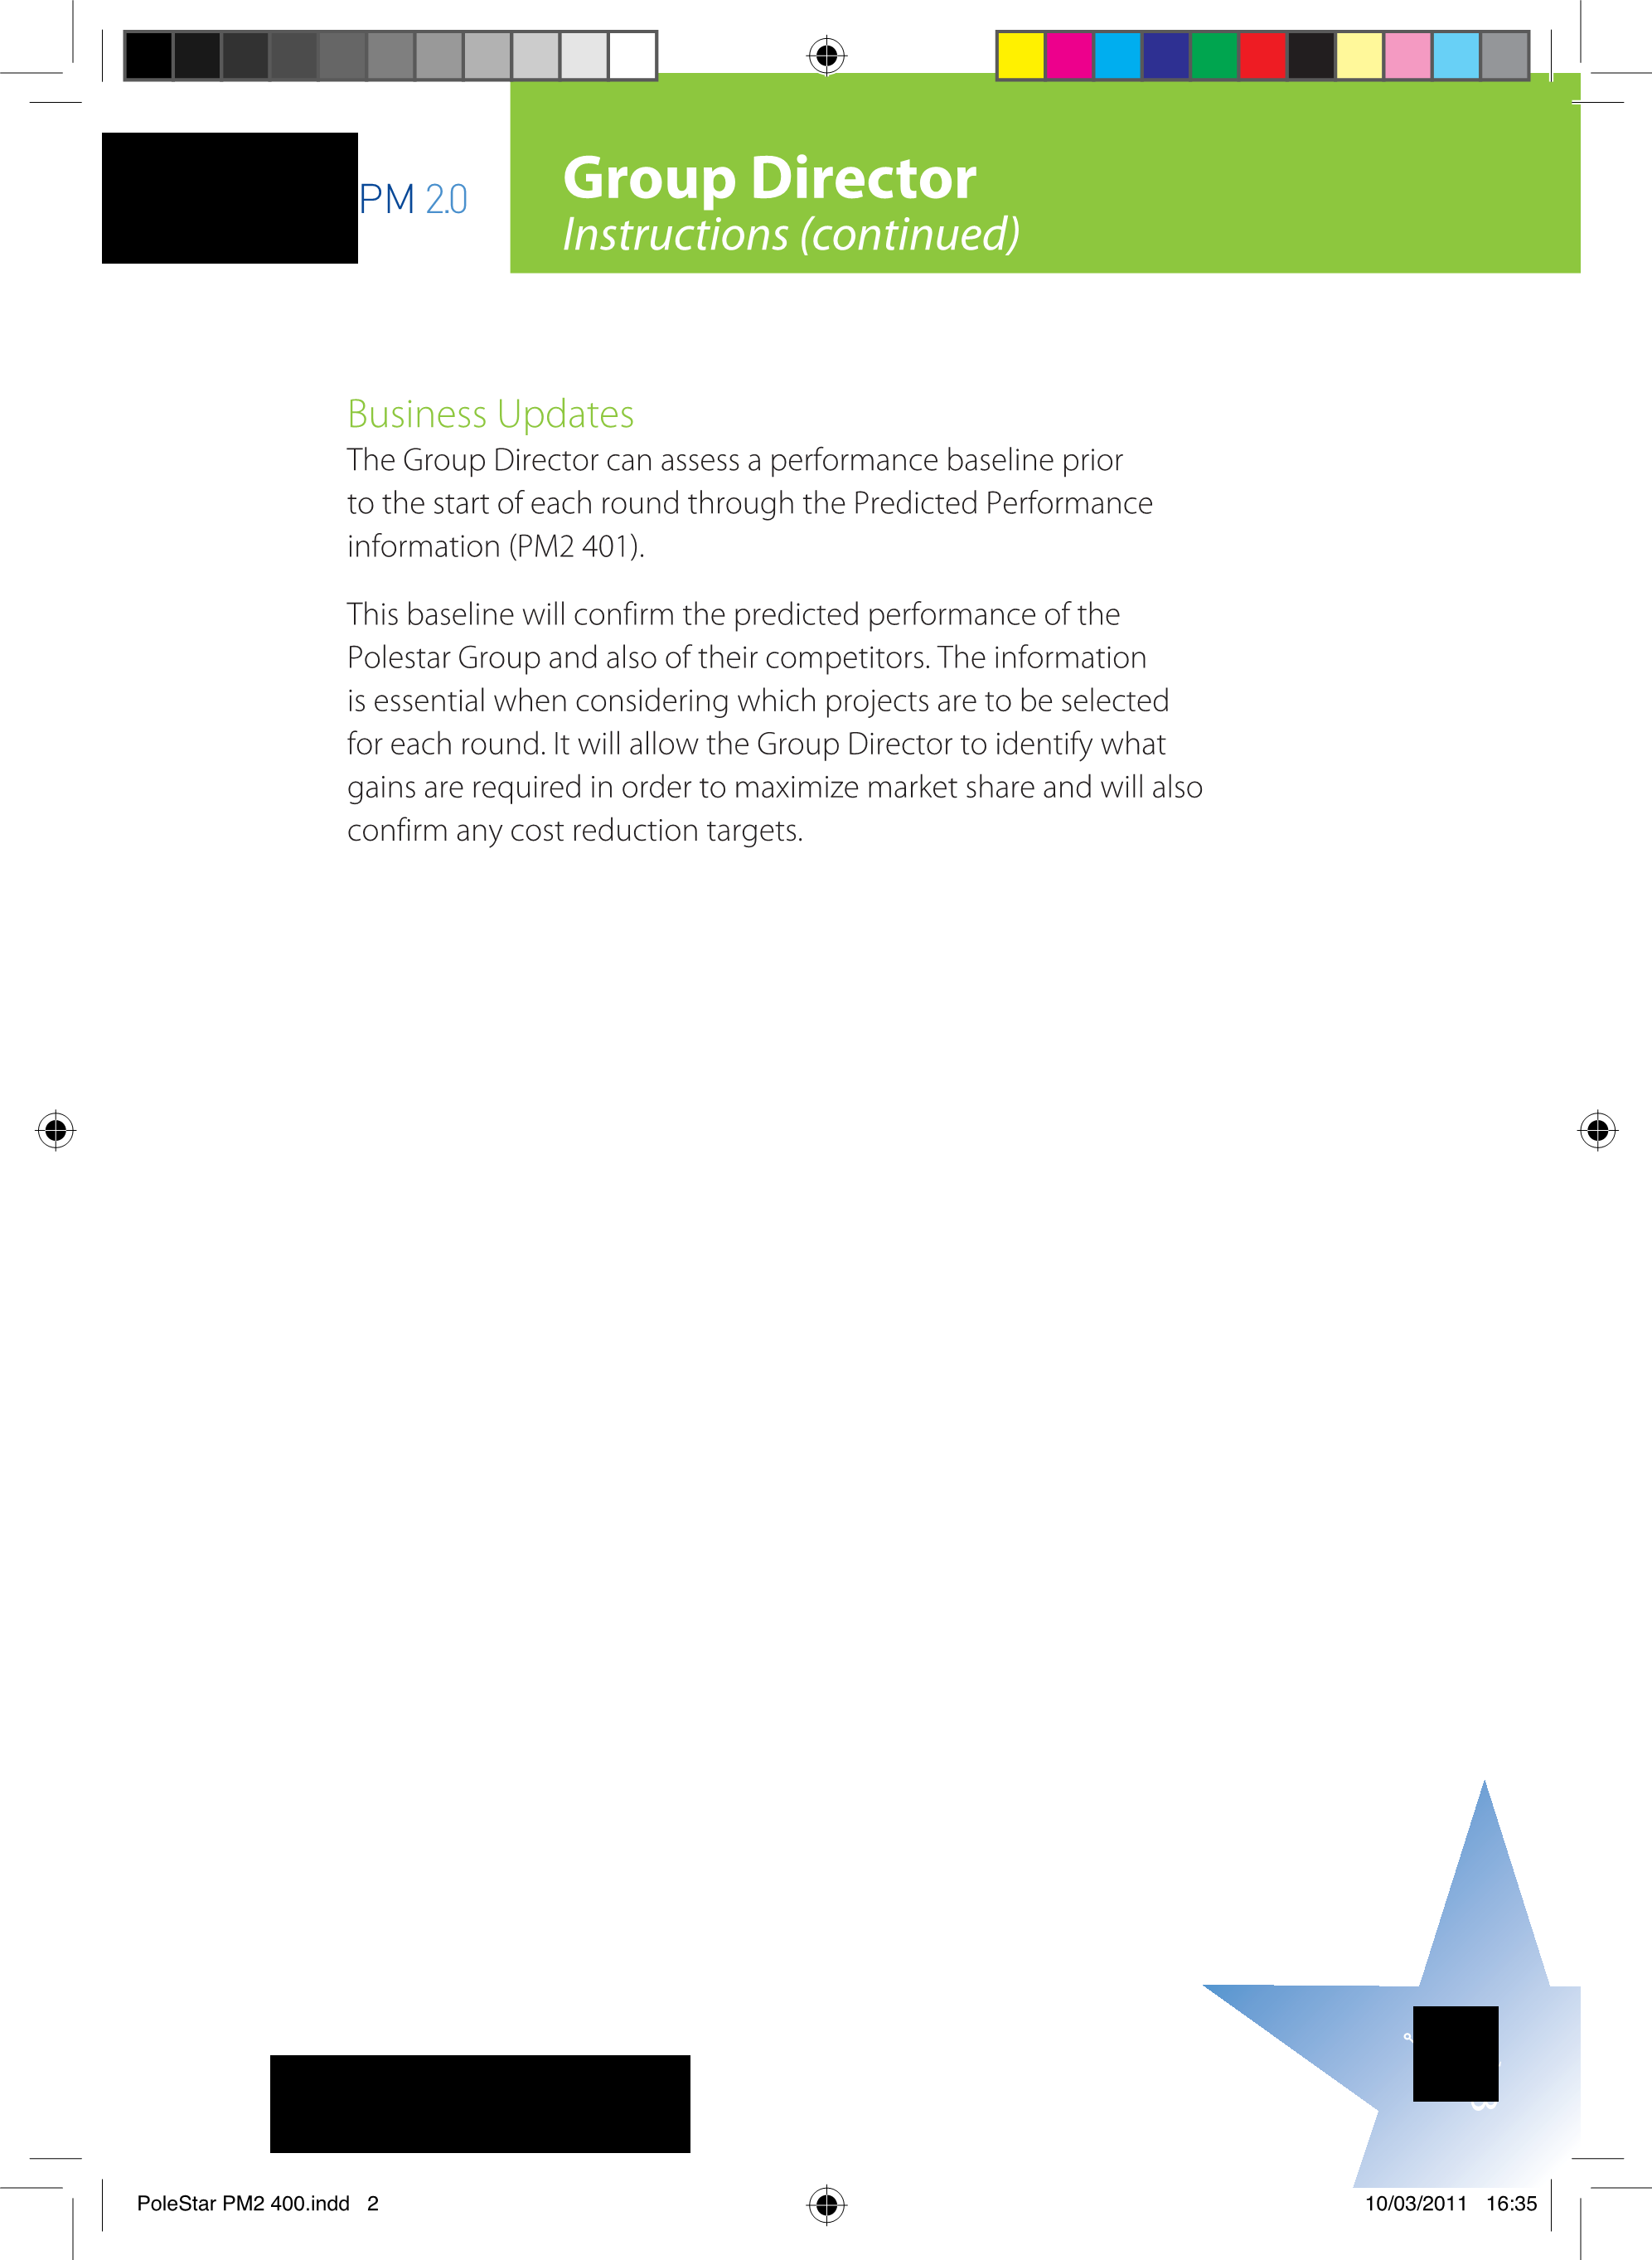 PM 2.0
Group Director
Instructions (continued)
Business Updates
The Group Director can assess a performance baseline prior
to the start of each round through the Predicted Performance
information (PM2 401).
This baseline will confirm the predicted performance of the
Polestar Group and also of their competitors. The information
is essential when considering which projects are to be selected
for each round. It will allow the Group Director to identify what
gains are required in order to maximize market share and will also
confirm any cost reduction targets.
PoleStar PM2 400.indd 2
10/03/2011 16:35